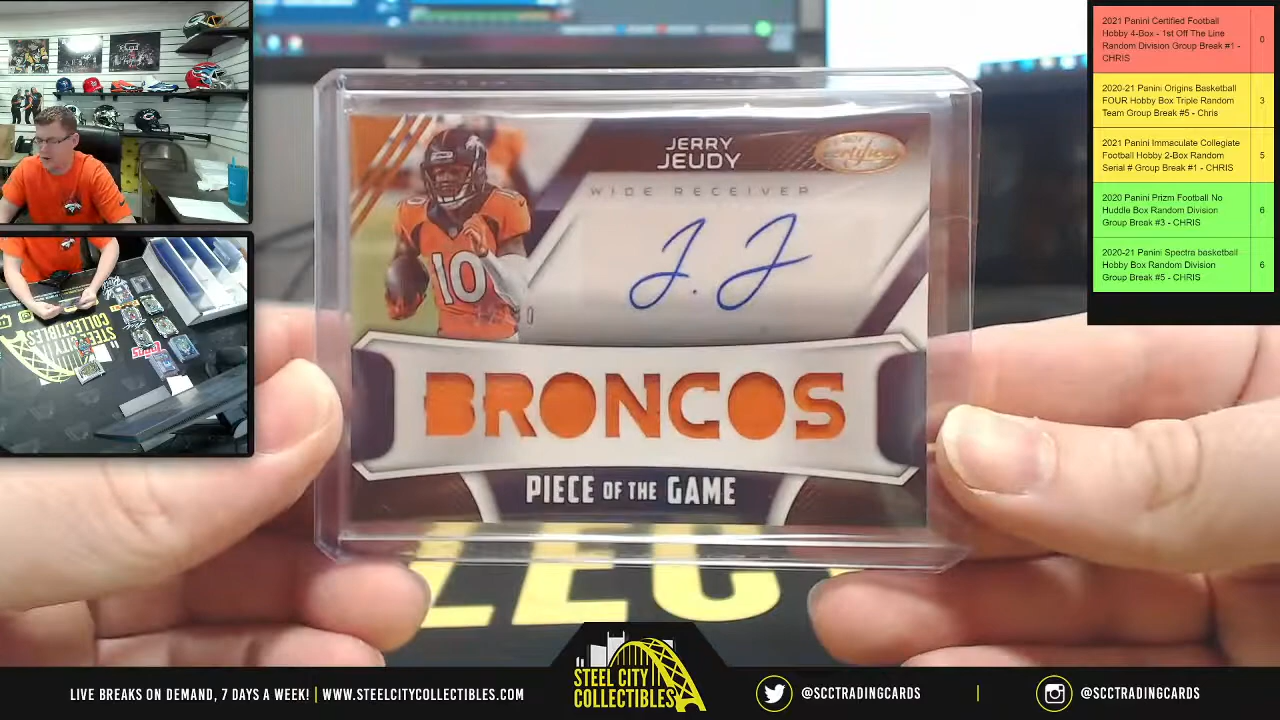 2021 Panini Certified Football
Hobby 4-Box - 1st Off The Line
Random Division Group Break #1 -
CHRIS
0
2020-21 Panini Origins Basketball
FOUR Hobby Box Triple Random
Team Group Break #5 - Chris
3
2021 Panini Immaculate Collegiate
Football Hobby 2-Box Random
Serial # Group Break #1 - CHRIS
5
2020 Panini Prizm Football No
Huddle Box Random Division
Group Break #3 - CHRIS
6
2020-21 Panini Spectra basketball
Hobby Box Random Division
Group Break #5 - CHRIS
6
JERRY
JEUDY
certified
WIDE RECEIVER
J. J
10
BRONCOS
PIECE OF THE GAME
STEEL CITY
COLLECTIBLES
LIVE BREAKS ON DEMAND, 7 DAYS A WEEK! | WWW.STEELCITYCOLLECTIBLES.COM
STEEL CITY
COLLECTIBLES
@SCCTRADINGCARDS
|
@SCCTRADINGCARDS